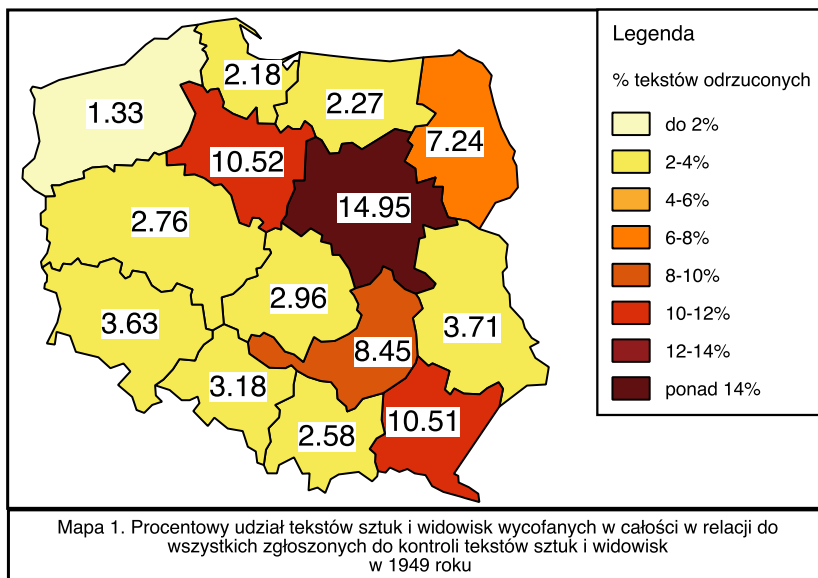 Legenda
% tekstów odrzuconych
do 2%
2-4%
4-6%
6-8%
8-10%
10-12%
12-14%
ponad 14%
2.18
1.33
2.27
7.24
10.52
14.95
2.76
2.96
3.63
3.71
8.45
3.18
10.51
2.58
Mapa 1. Procentowy udział tekstów sztuk i widowisk wycofanych w całości w relacji do
wszystkich zgłoszonych do kontroli tekstów sztuk i widowisk
w 1949 roku